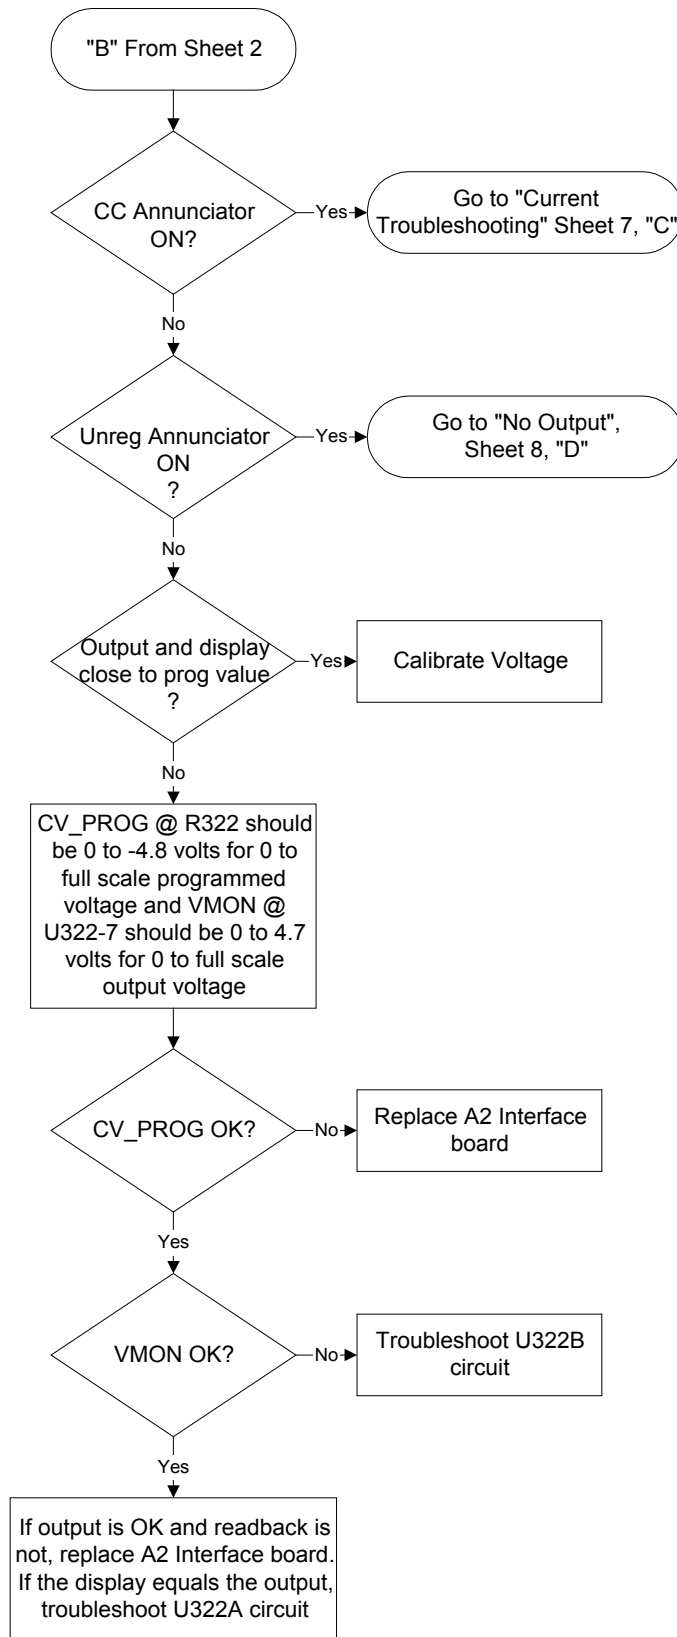 "B" From Sheet 2
CC Annunciator
ON?
Yes
Go to "Current
Troubleshooting" Sheet 7, "C"
No
Unreg Annunciator
ON
?
Yes
Go to "No Output",
Sheet 8, "D"
No
Output and display
close to prog value
?
Yes
Calibrate Voltage
No
CV_PROG @ R322 should
be 0 to -4.8 volts for 0 to
full scale programmed
voltage and VMON @
U322-7 should be 0 to 4.7
volts for 0 to full scale
output voltage
CV_PROG OK?
No
Replace A2 Interface
board
Yes
VMON OK?
No
Troubleshoot U322B
circuit
Yes
If output is OK and readback is
not, replace A2 Interface board.
If the display equals the output,
troubleshoot U322A circuit